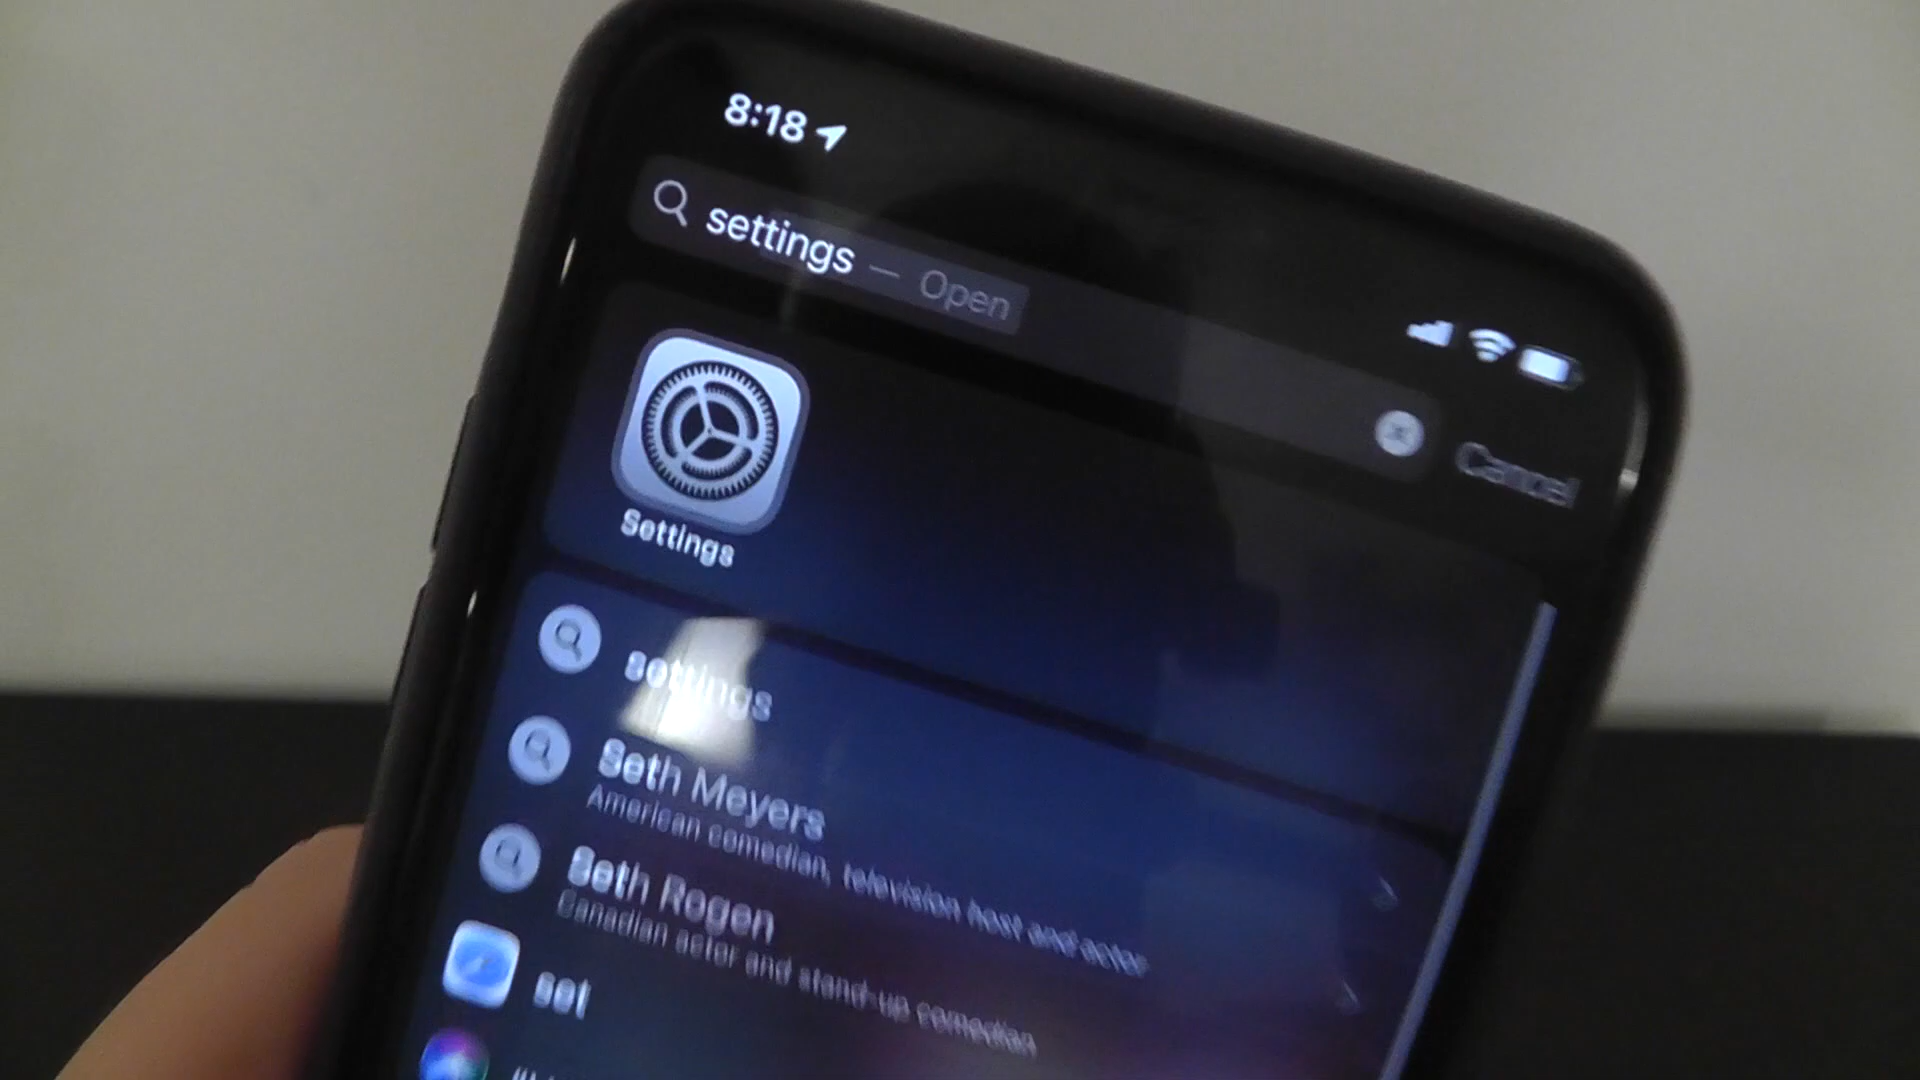 8:18
settings — Open
Cancel
Settings
settings
Seth Meyers
American comedian, television host and actor
Seth Rogen
Canadian actor and stand-up comedian
set